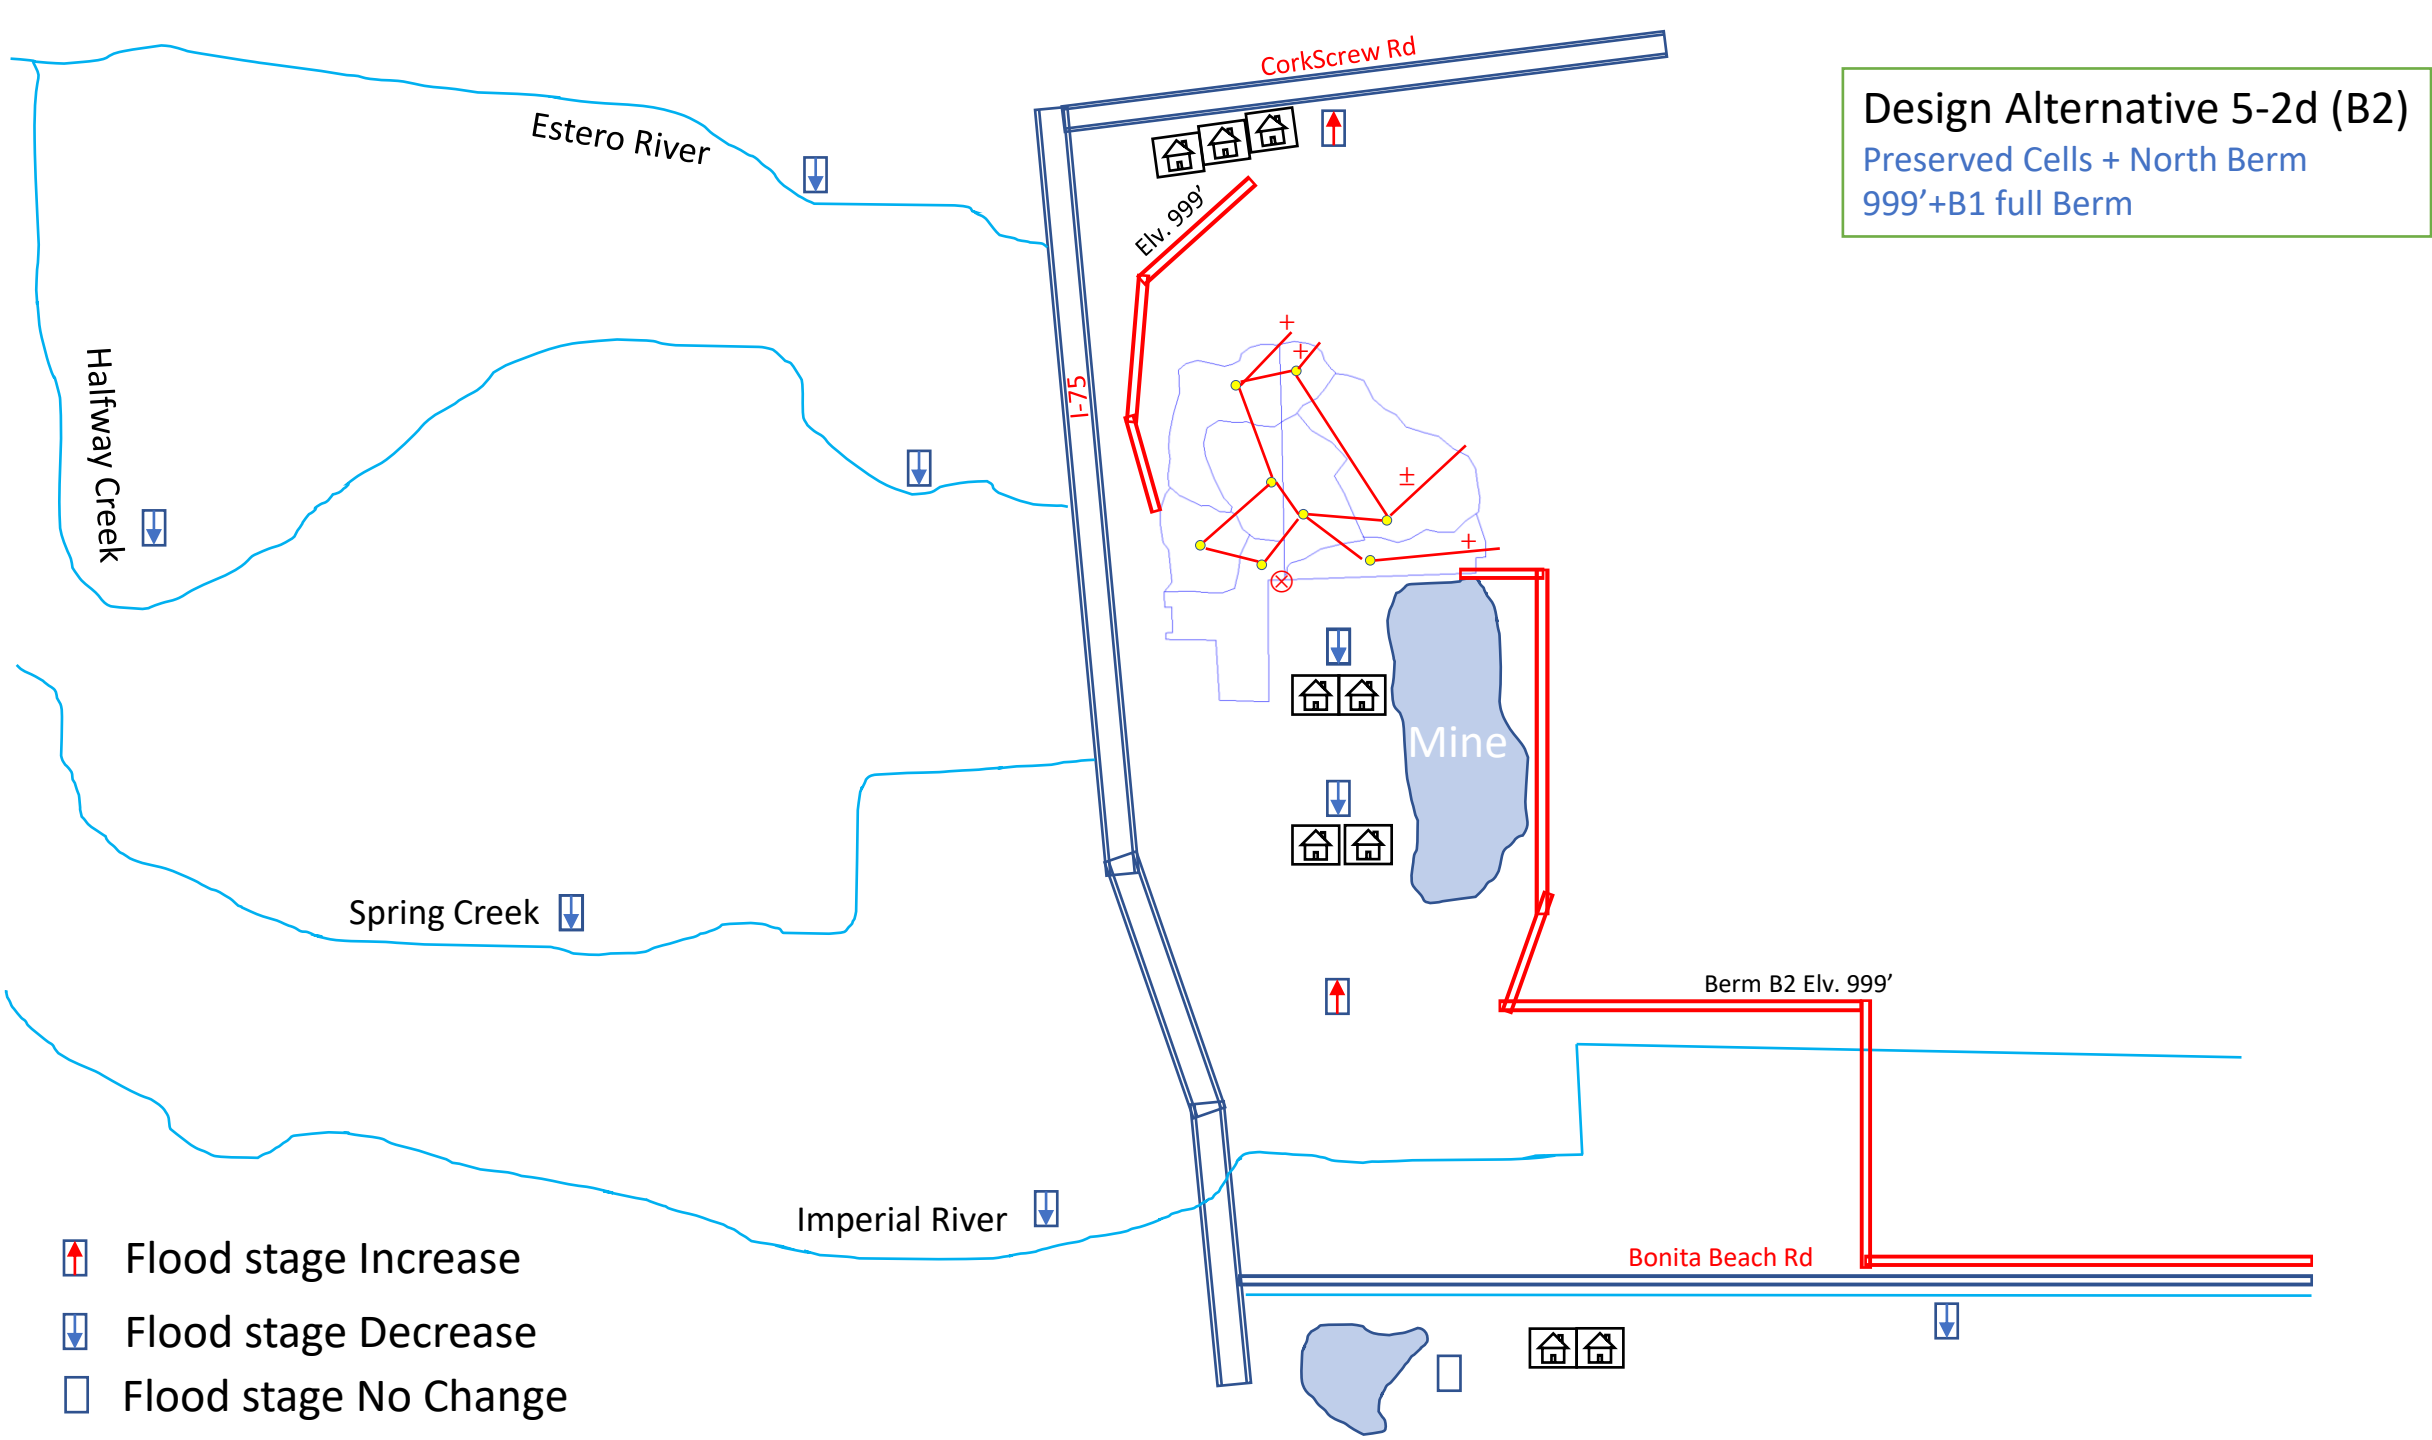 CorkScrew Rd
Design Alternative 5-2d (B2)
Preserved Cells + North Berm
999'+B1 full Berm
Estero River
Elv. 999'
Halfway Creek
I-75
+
+
±
+
Mine
Spring Creek
Berm B2 Elv. 999'
Imperial River
Bonita Beach Rd
Flood stage Increase
Flood stage Decrease
Flood stage No Change